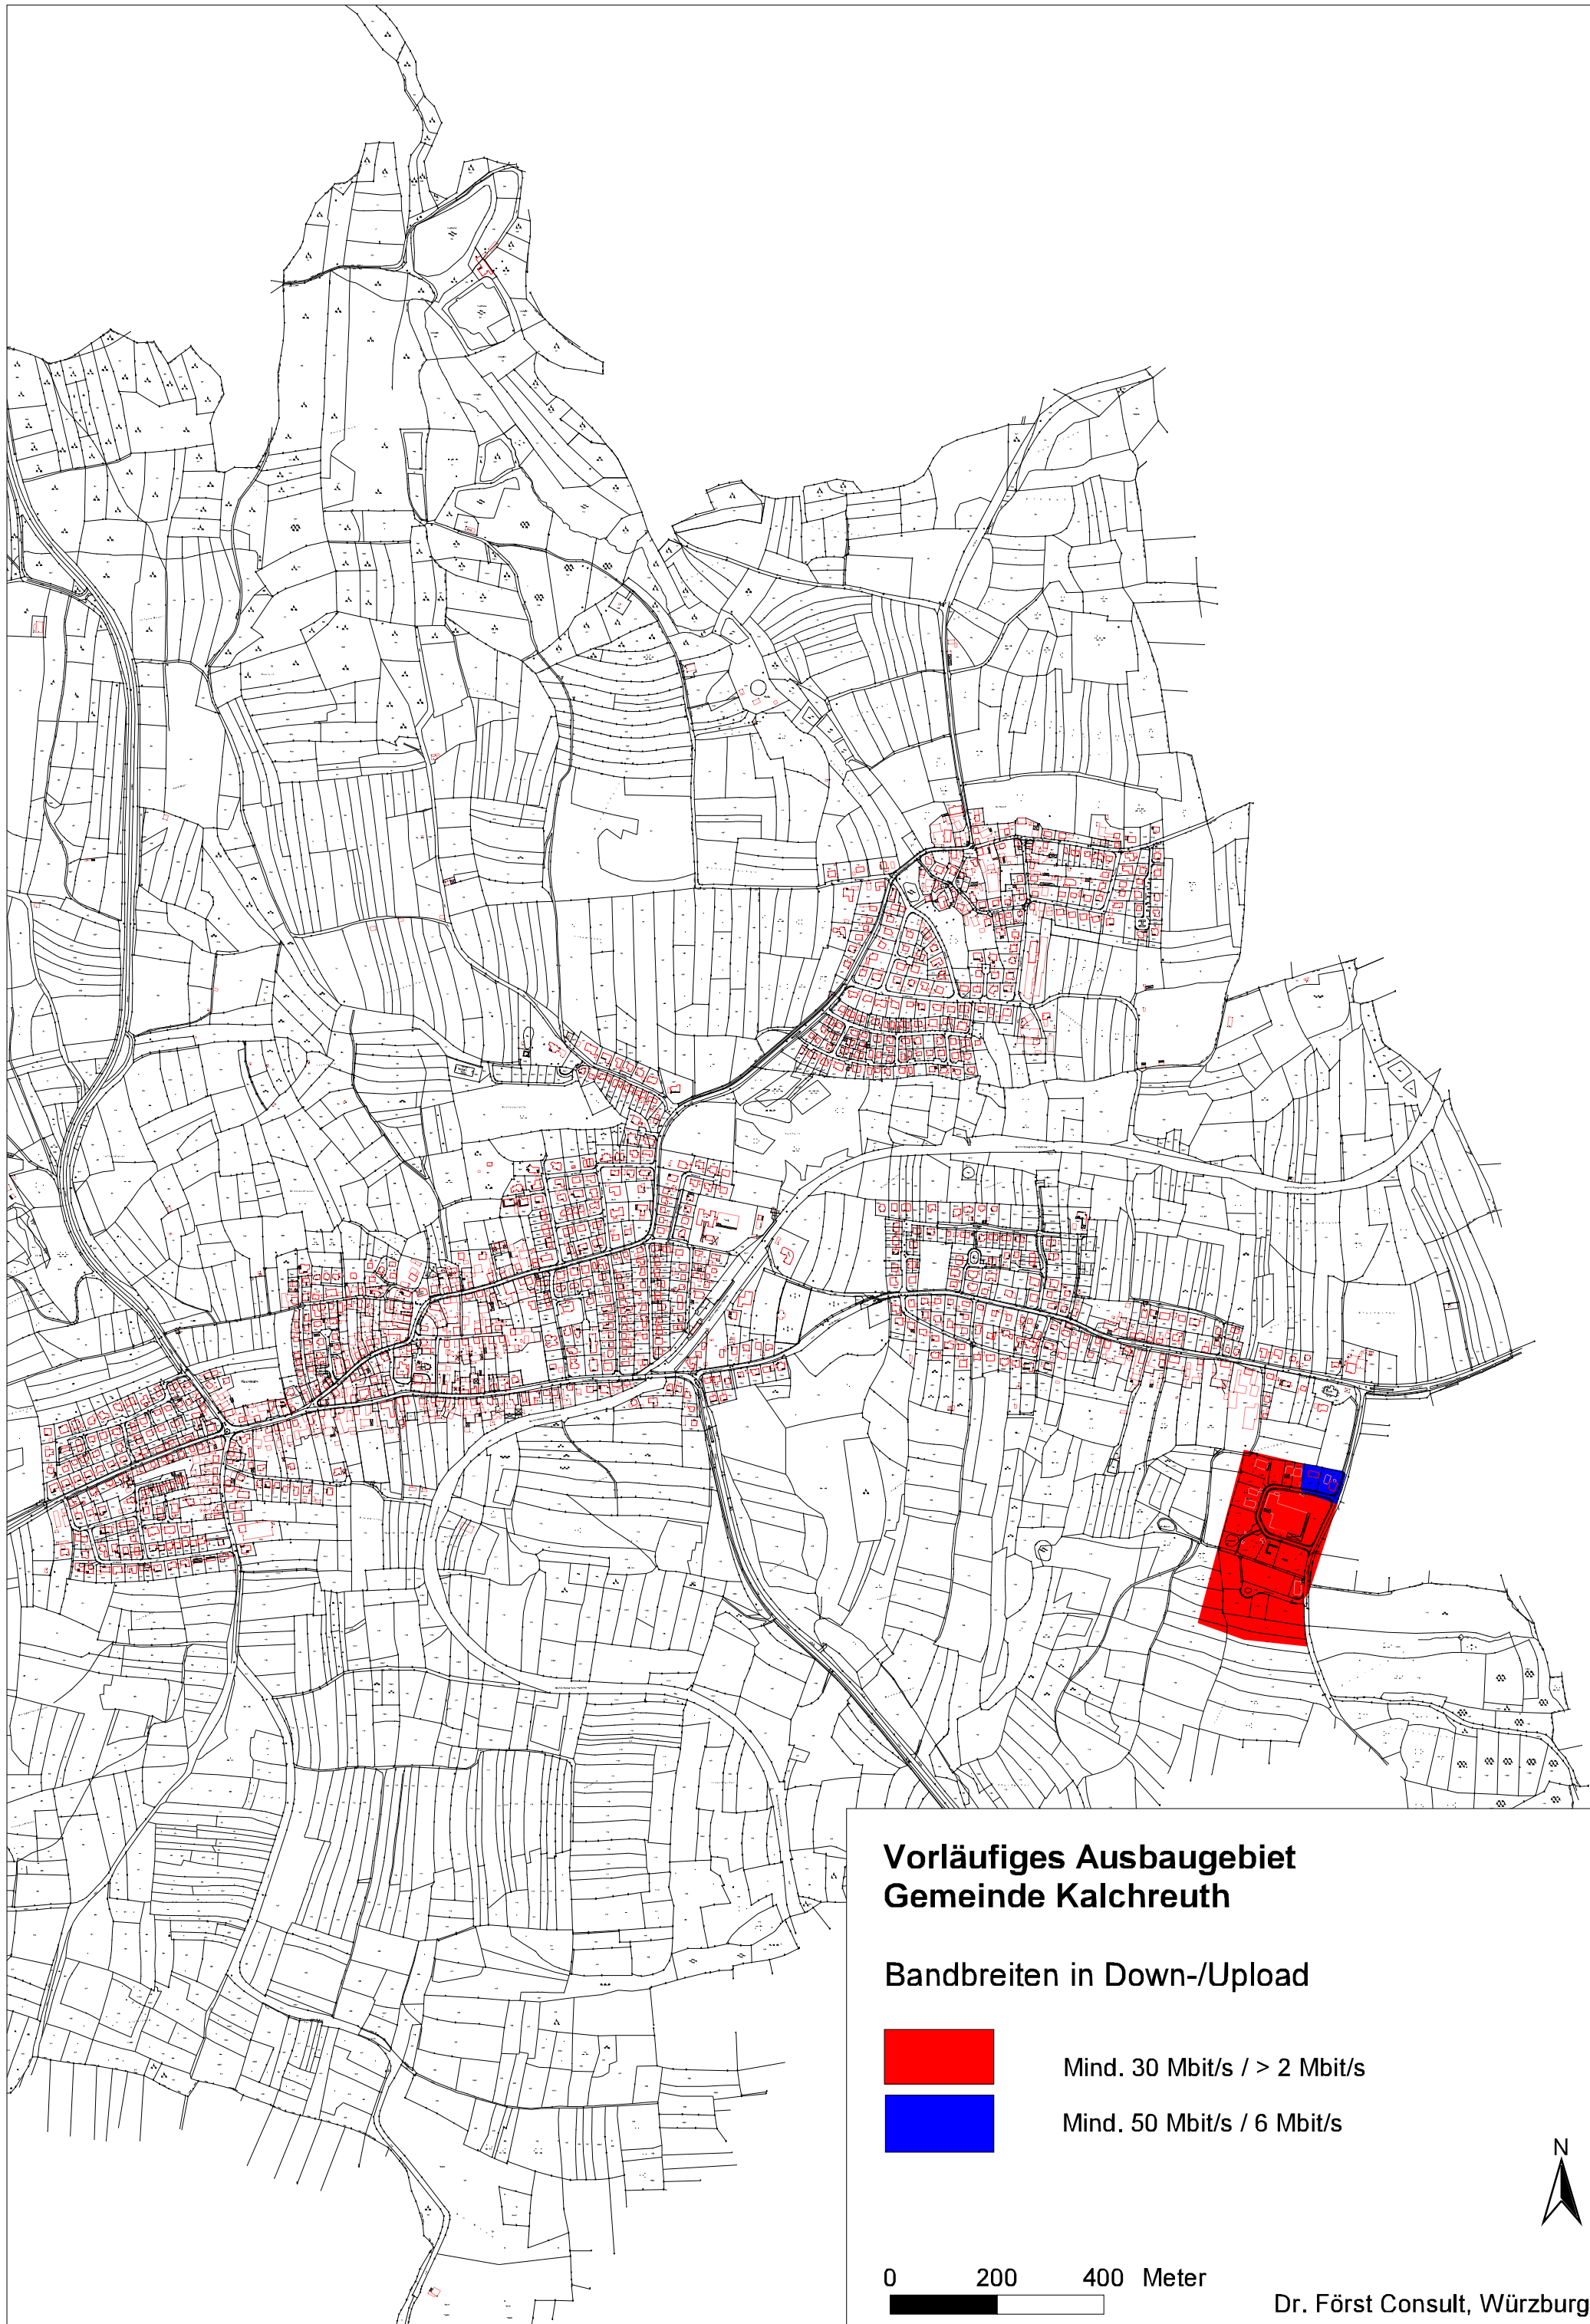 Vorläufiges Ausbaugebiet
Gemeinde Kalchreuth
Bandbreiten in Down-/Upload
Mind. 30 Mbit/s / > 2 Mbit/s
Mind. 50 Mbit/s / 6 Mbit/s
N
0 200 400 Meter
Dr. Först Consult, Würzburg